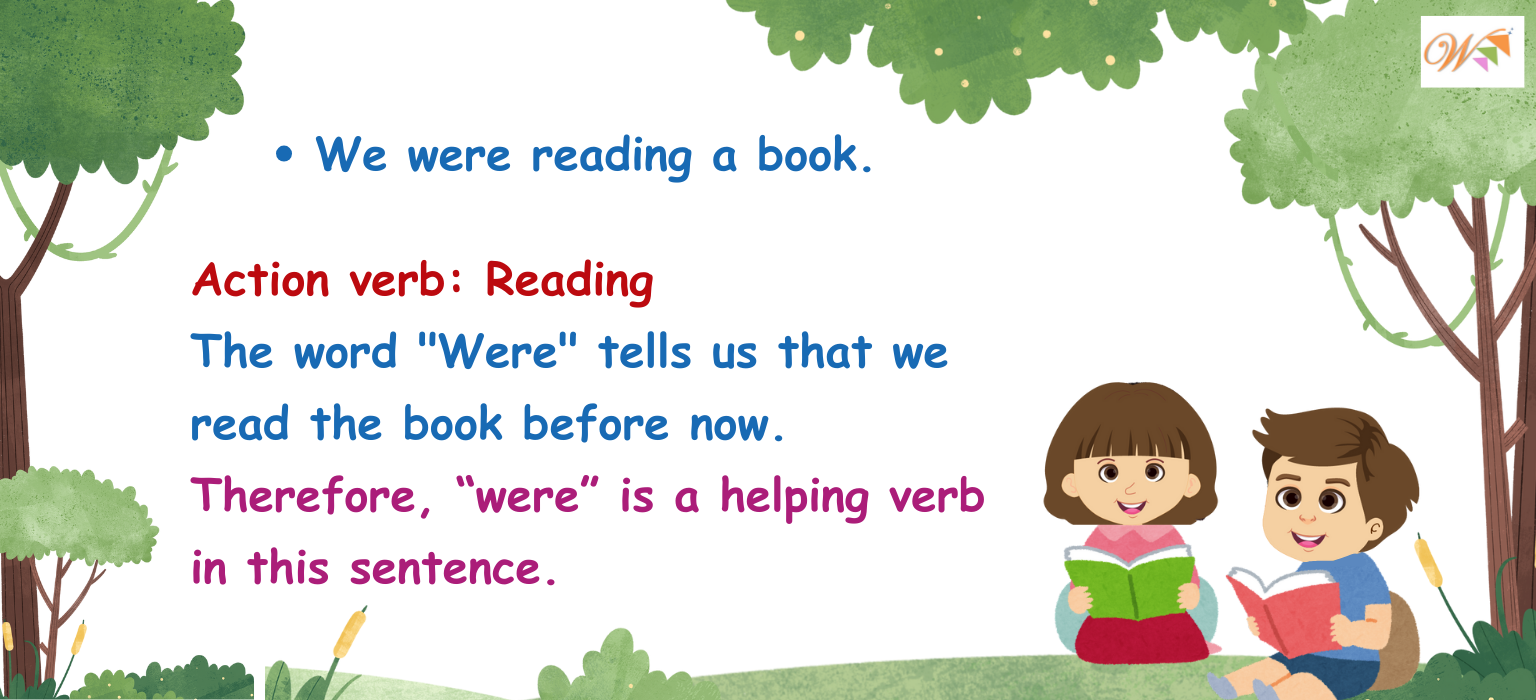 • We were reading a book.
Action verb: Reading
The word "Were" tells us that we
read the book before now.
Therefore, “were” is a helping verb
in this sentence.
W